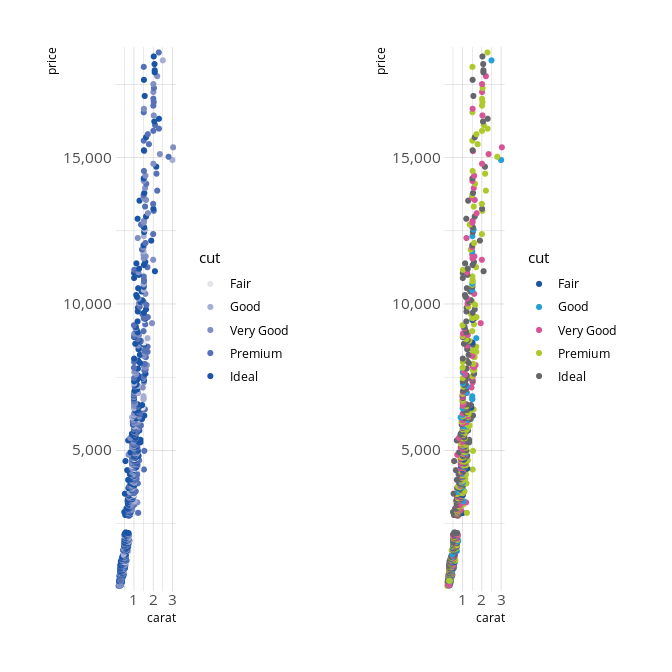 price
15,000
10,000
5,000
1 2 3
carat
cut
Fair
Good
Very Good
Premium
Ideal
price
15,000
10,000
5,000
1 2 3
carat
cut
Fair
Good
Very Good
Premium
Ideal